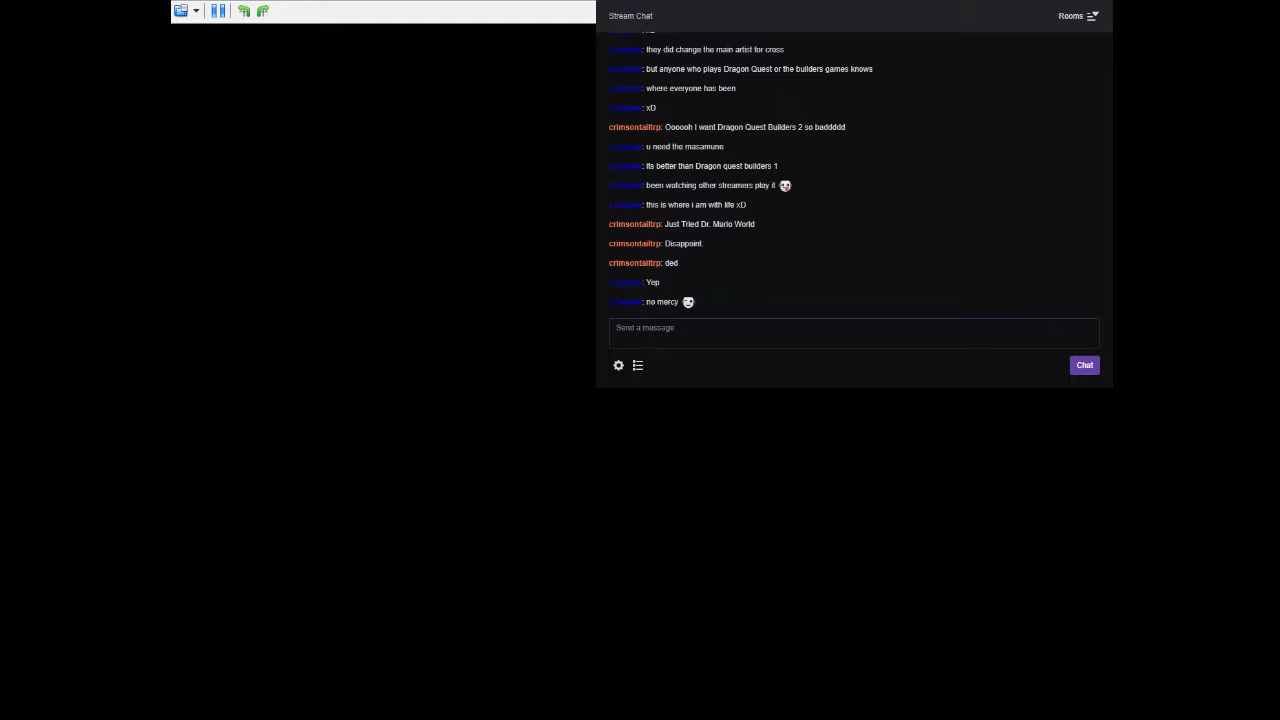 Stream Chat
Rooms
: they did change the main artist for cross
: but anyone who plays Dragon Quest or the builders games knows
: where everyone has been
: xD
crimsontailtrp: Oooooh I want Dragon Quest Builders 2 so baddddd
: u need the masamune
: its better than Dragon quest builders 1
: been watching other streamers play it
: this is where i am with life xD
crimsontailtrp: Just Tried Dr. Mario World
crimsontailtrp: Disappoint.
crimsontailtrp: ded
: Yep
: no mercy
Send a message
Chat